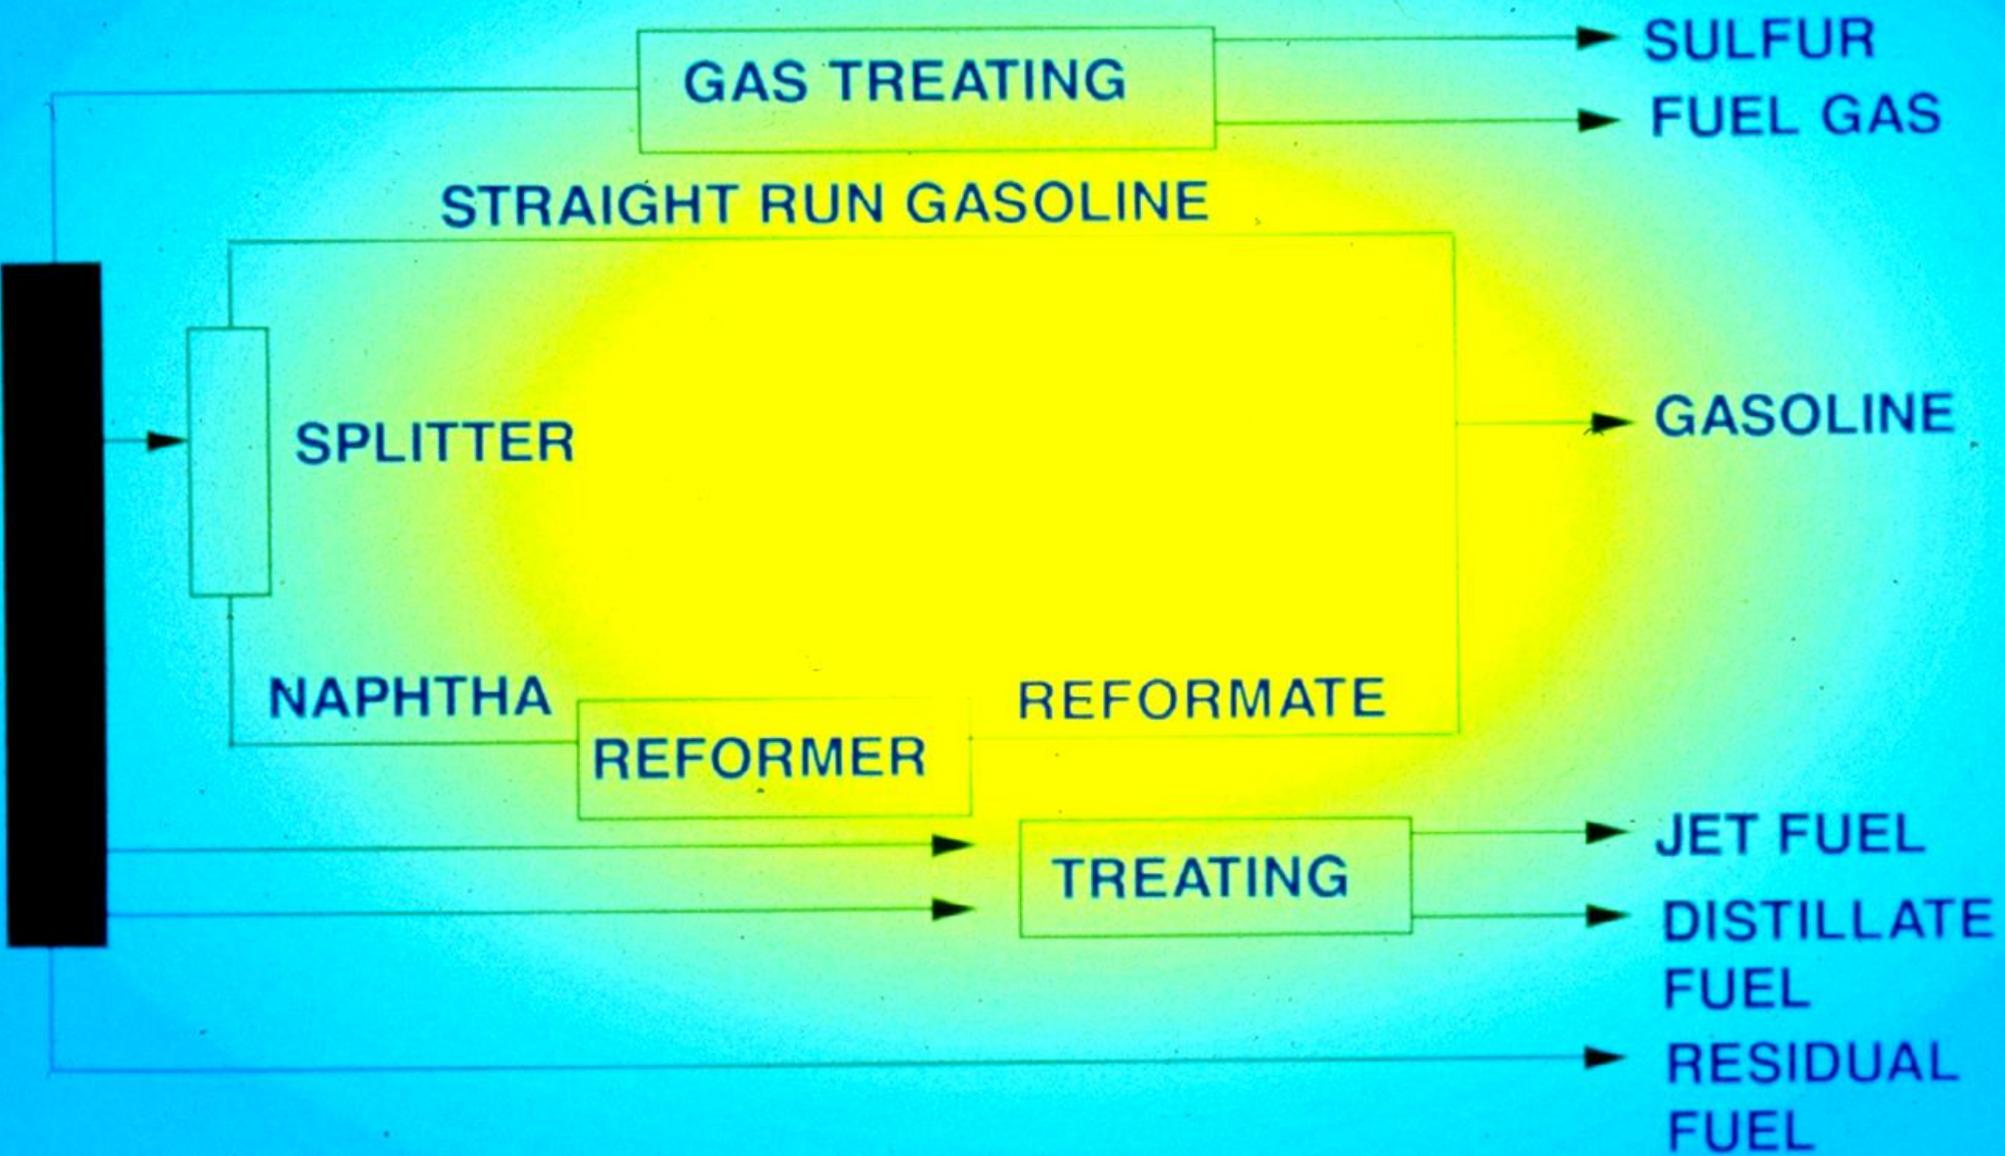 GAS TREATING
SULFUR
FUEL GAS
STRAIGHT RUN GASOLINE
SPLITTER
GASOLINE
NAPHTHA
REFORMER
REFORMATE
TREATING
JET FUEL
DISTILLATE
FUEL
RESIDUAL
FUEL